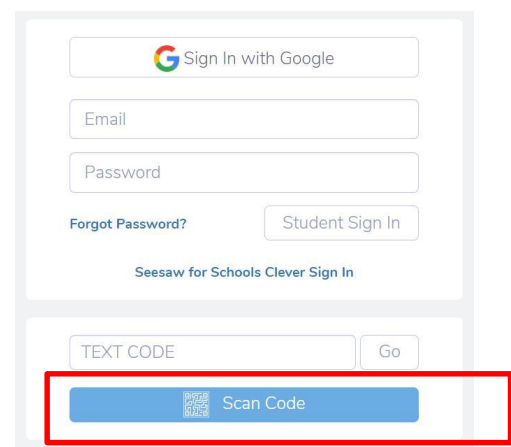 Sign In with Google
Email
Password
Forgot Password? Student Sign In
Seesaw for Schools Clever Sign In
TEXT CODE Go
Scan Code